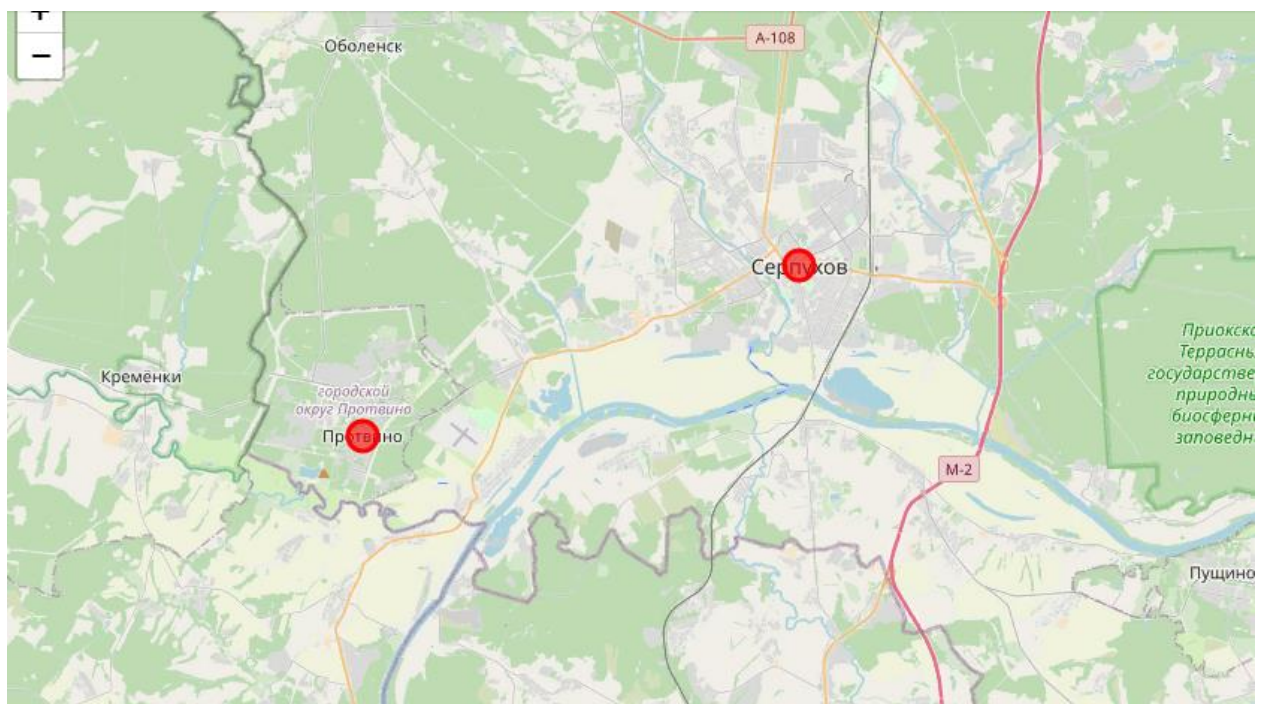 +
−
Оболенск
А-108
Серпухов
Кремёнки
городской
округ Протвино
Протвино
Приокско
Террасны
государстве
природны
биосферн
заповедн
М-2
Пущино